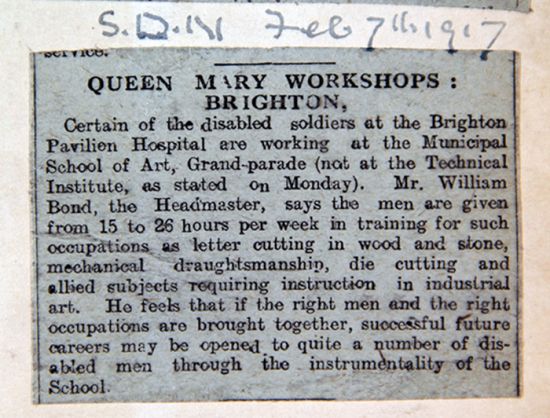 S.D.N Feb 7th 1917
service.
QUEEN MARY WORKSHOPS:
BRIGHTON,
Certain of the disabled soldiers at the Brighton
Pavilien Hospital are working at the Municipal
School of Art, Grand-parade (not at the Technical
Institute, as stated on Monday). Mr. William
Bond, the Headmaster, says the men are given
from 15 to 26 hours per week in training for such
occupations as letter cutting in wood and stone,
mechanical draughtsmanship, die cutting and
allied subjects requiring instruction in industrial
art. He feels that if the right men and the right
occupations are brought together, successful future
careers may be opened to quite a number of dis-
abled men through the instrumentality of the
School.